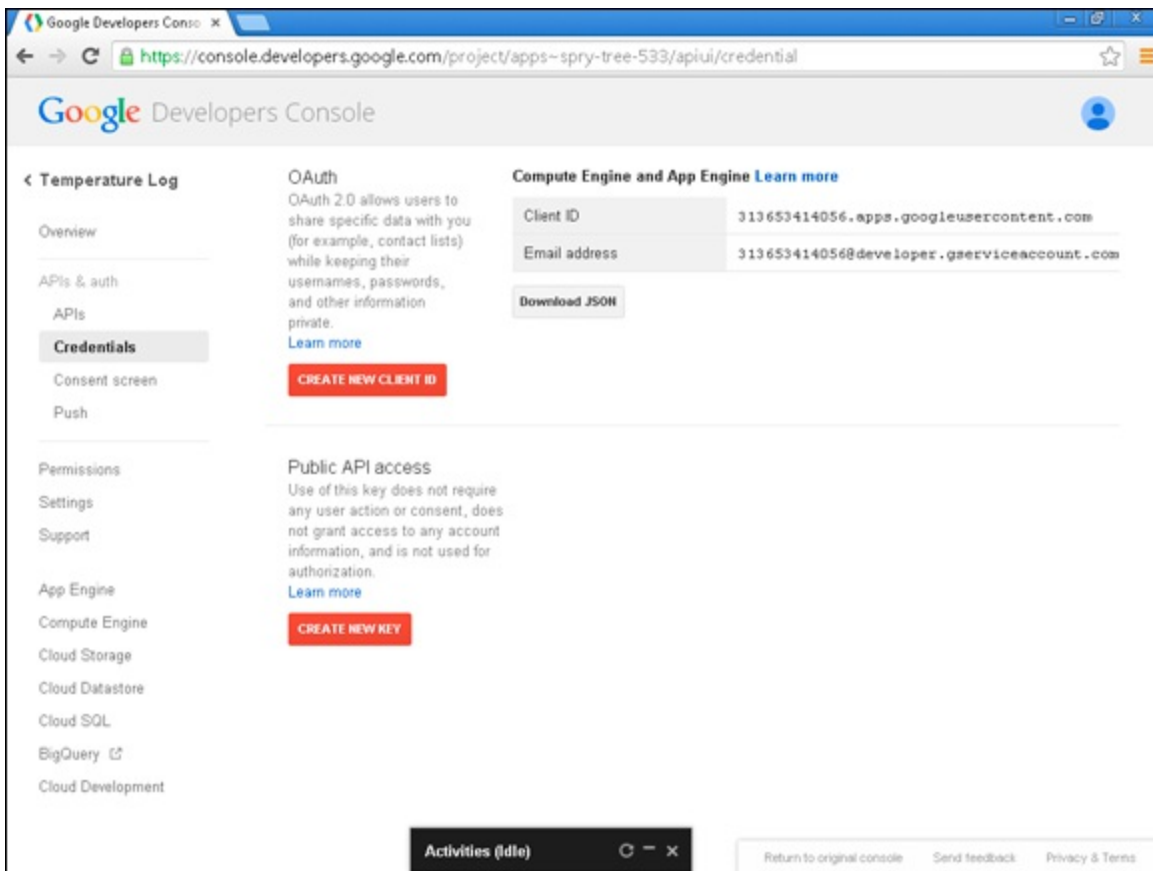 Google Developers Conso
https://console.developers.google.com/project/apps~spry-tree-533/apiui/credential
Google Developers Console
< Temperature Log
Overview
APIs & auth
APIs
Credentials
Consent screen
Push
Permissions
Settings
Support
App Engine
Compute Engine
Cloud Storage
Cloud Datastore
Cloud SQL
BigQuery
Cloud Development
OAuth
OAuth 2.0 allows users to
share specific data with you
(for example, contact lists)
while keeping their
usernames, passwords,
and other information
private.
Learn more
CREATE NEW CLIENT ID
Compute Engine and App Engine Learn more
Client ID 313653414056.apps.googleusercontent.com
Email address 313653414056@developer.gserviceaccount.com
Download JSON
Public API access
Use of this key does not require
any user action or consent, does
not grant access to any account
information, and is not used for
authorization.
Learn more
CREATE NEW KEY
Activities (Idle)
Return to original console Send feedback Privacy & Terms